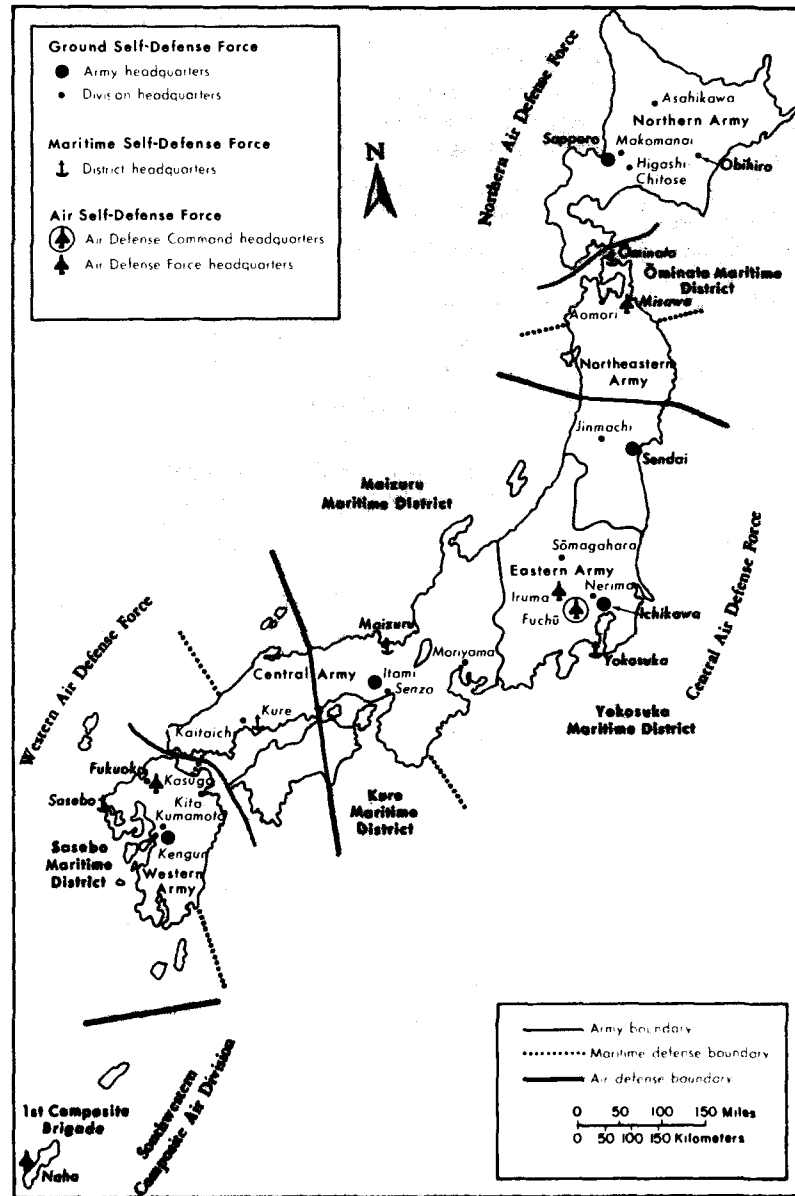 Ground Self-Defense Force
Army headquarters
Division headquarters
Maritime Self-Defense Force
District headquarters
Air Self-Defense Force
Air Defense Command headquarters
Air Defense Force headquarters
N
Northern Air Defense Force
Asahikawa
Northern Army
Sapporo
Makomanai
Higashi-
Chitose
Obihiro
Ōminato
Ōminato Maritime
District
Misawa
Aomori
Northeastern
Army
Jinmachi
Sendai
Maizuru
Maritime District
Sōmagahara
Eastern Army
Iruma
Nerima
Fuchū
Ichikawa
Yokosuka
Central Air Defense Force
Yokosuka
Maritime District
Western Air Defense Force
Maizuru
Moriyama
Central Army
Itami
Senzo
Kure
Kaitaich
Kure
Maritime
District
Fukuoka
Kasuga
Sasebo
Kita
Kumamoto
Kengun
Sasebo
Maritime
District
Western
Army
Southwestern
Composite Air Division
1st Composite
Brigade
Naha
Army boundary
Maritime defense boundary
Air defense boundary
0 50 100 150 Miles
0 50 100 150 Kilometers